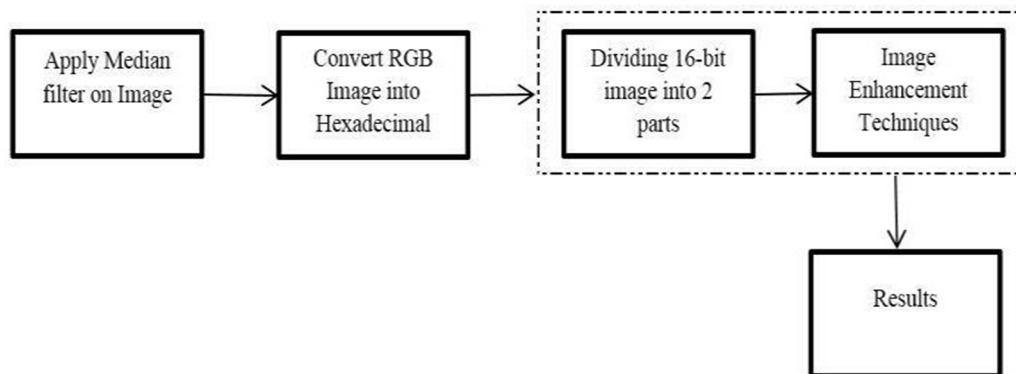 Apply Median
filter on Image
Convert RGB
Image into
Hexadecimal
Dividing 16-bit
image into 2
parts
Image
Enhancement
Techniques
Results